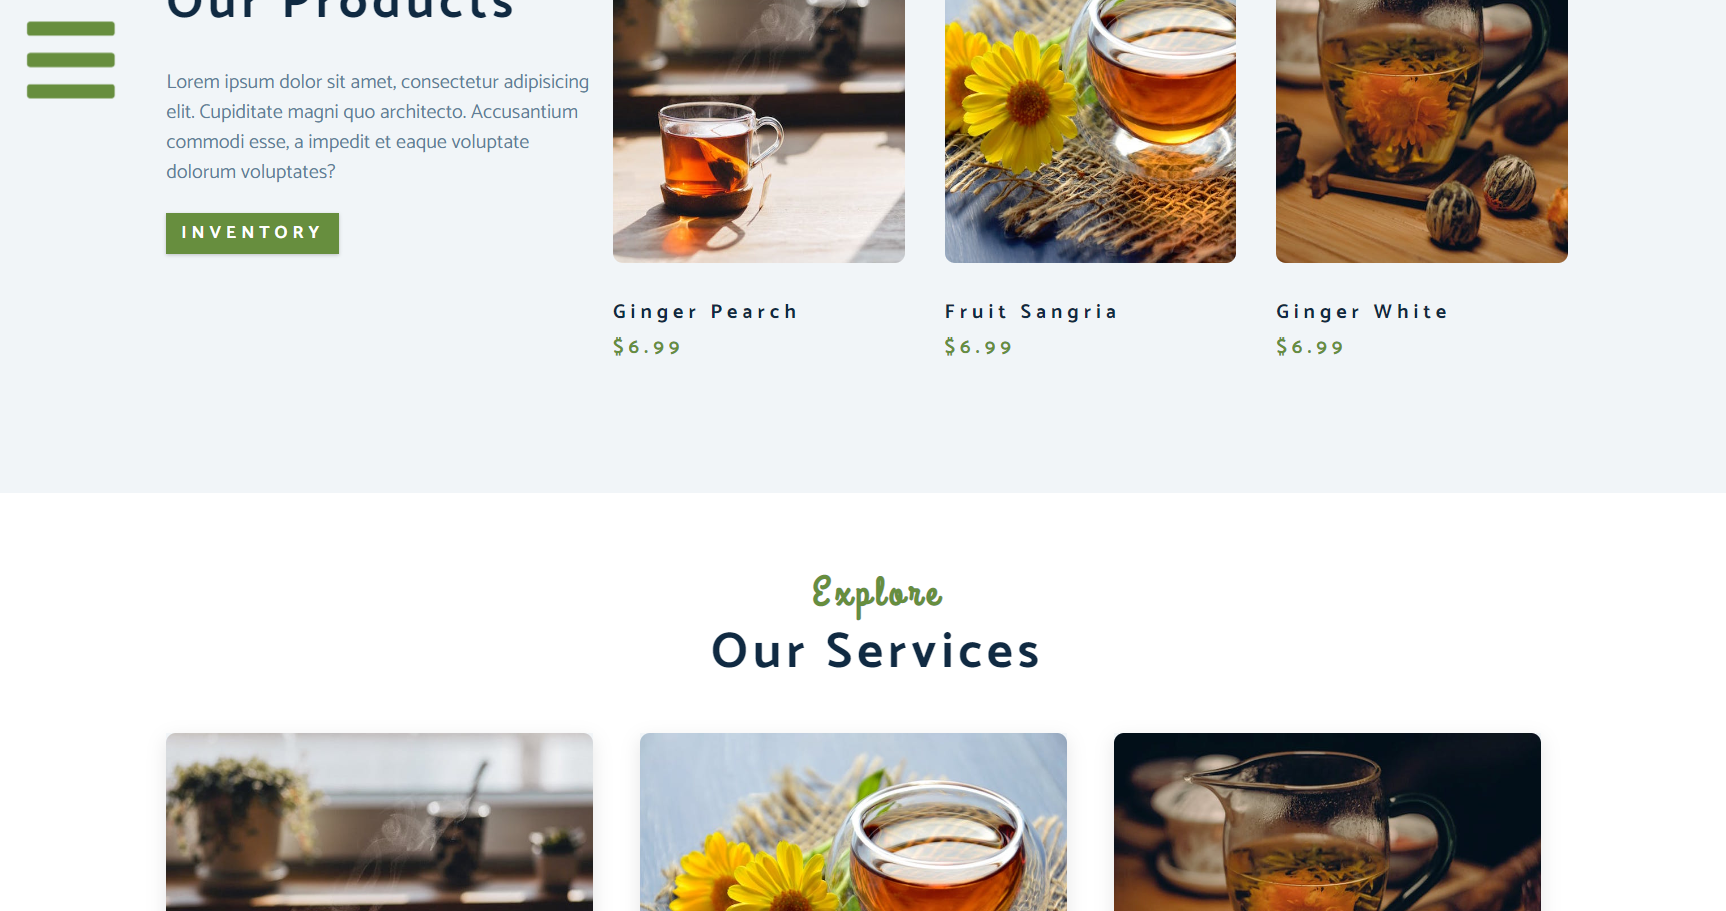 Our Products
Lorem ipsum dolor sit amet, consectetur adipisicing
elit. Cupiditate magni quo architecto. Accusantium
commodi esse, a impedit et eaque voluptate
dolorum voluptates?
INVENTORY
Ginger Pearch
$6.99
Fruit Sangria
$6.99
Ginger White
$6.99
Explore
Our Services